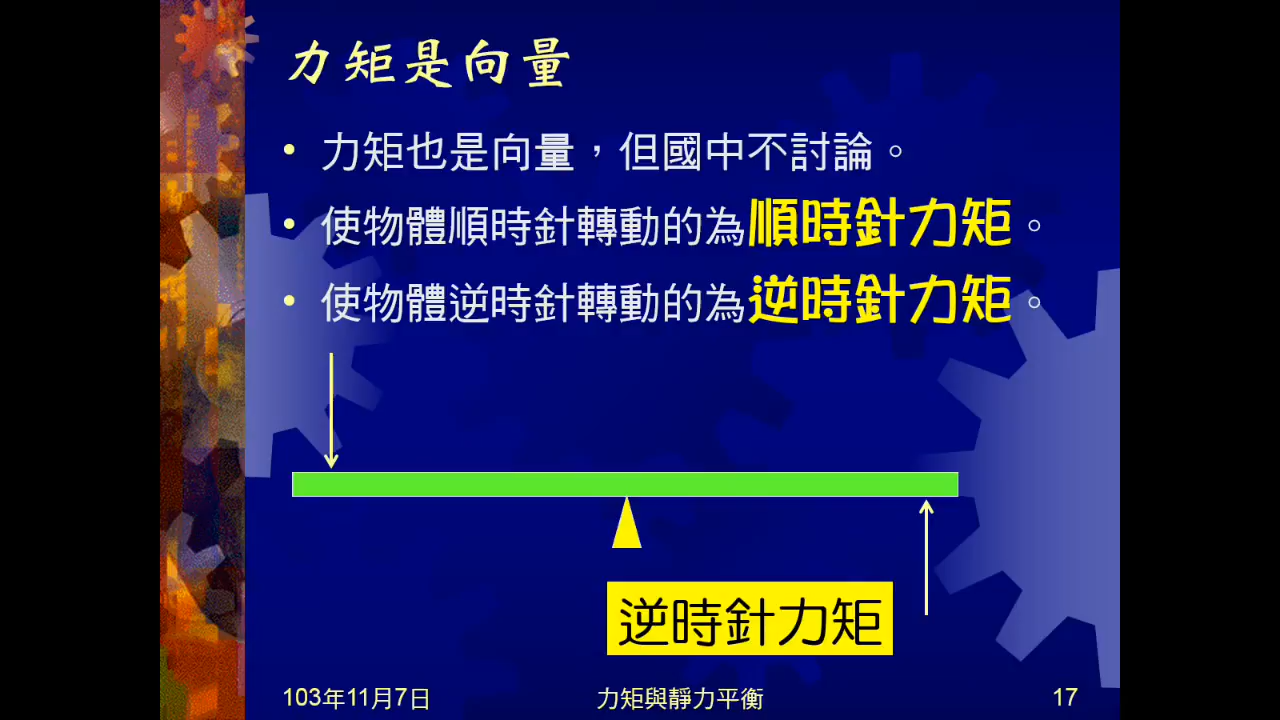 力矩是向量
• 力矩也是向量，但國中不討論。
• 使物體順時針轉動的為順時針力矩。
• 使物體逆時針轉動的為逆時針力矩。
逆時針力矩
103年11月7日 力矩與靜力平衡 17